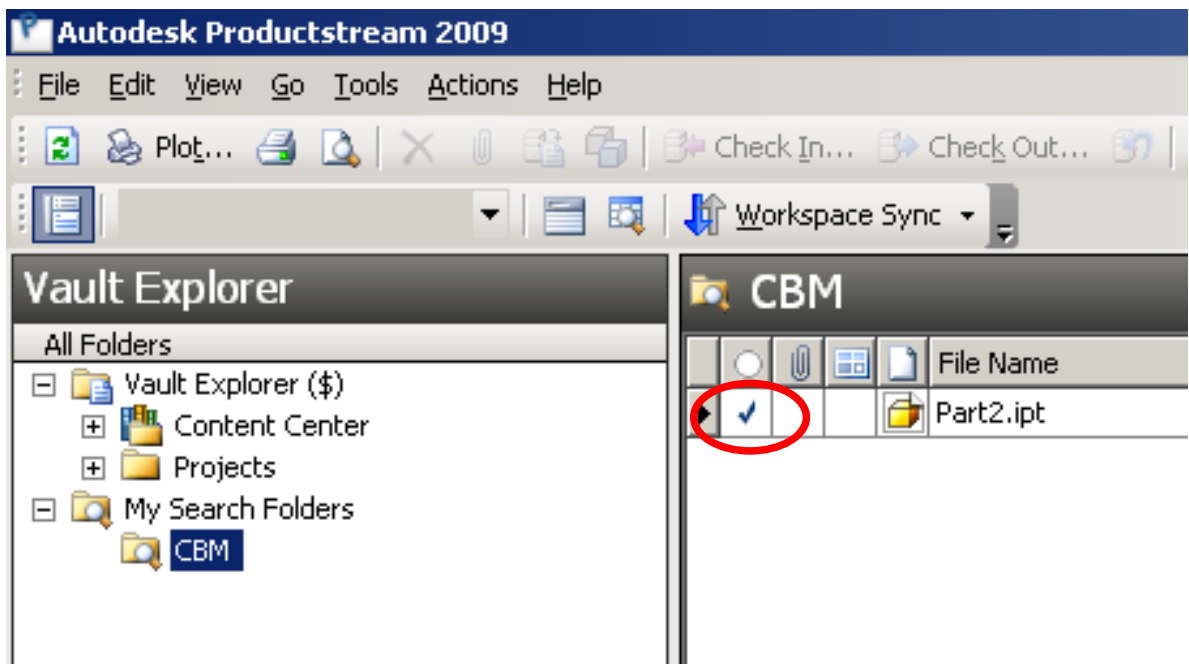 Autodesk Productstream 2009
File Edit View Go Tools Actions Help
Plot... Check In... Check Out...
Workspace Sync
Vault Explorer
CBM
All Folders
File Name
Vault Explorer ($)
Part2.ipt
Content Center
Projects
My Search Folders
CBM